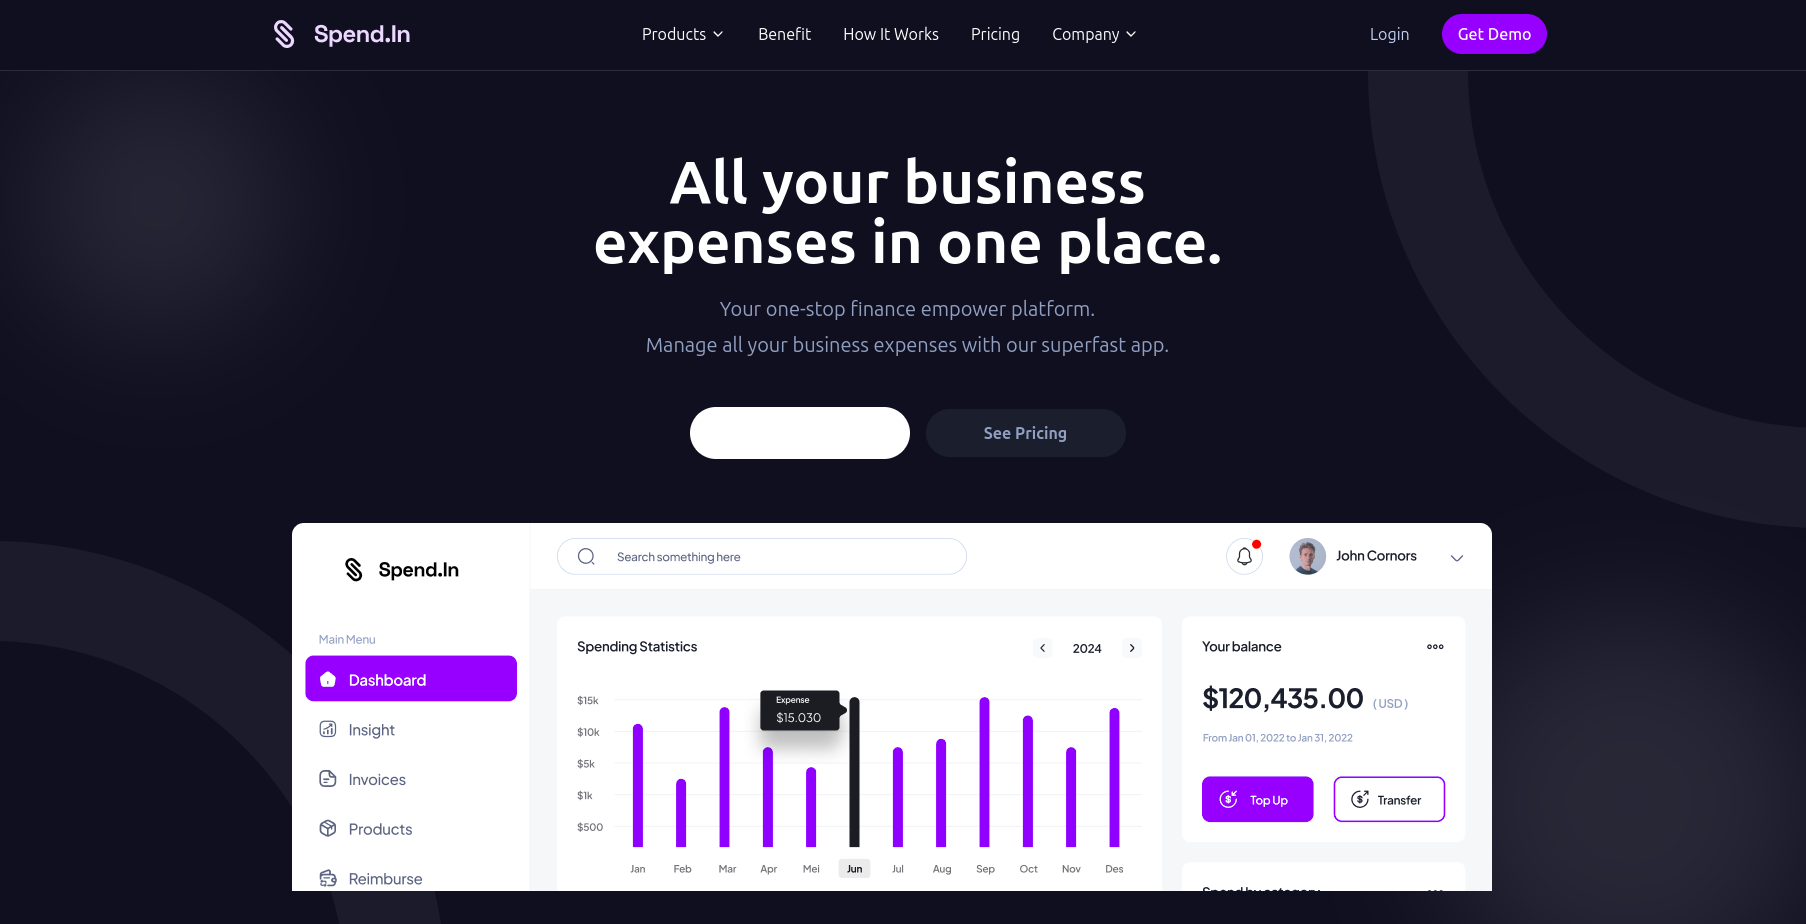 Spend.In
Products
Benefit
How It Works
Pricing
Company
Login
Get Demo
All your business
expenses in one place.
Your one-stop finance empower platform.
Manage all your business expenses with our superfast app.
See Pricing
Spend.In
Search something here
John Cornors
Main Menu
Dashboard
Insight
Invoices
Products
Reimburse
Spending Statistics
2024
$15k
$10k
$5k
$1k
$500
Expense
$15.030
Jan
Feb
Mar
Apr
Mei
Jun
Jul
Aug
Sep
Oct
Nov
Des
Your balance
$120,435.00 (USD)
From Jan 01, 2022 to Jan 31, 2022
Top Up
Transfer
Spend by category